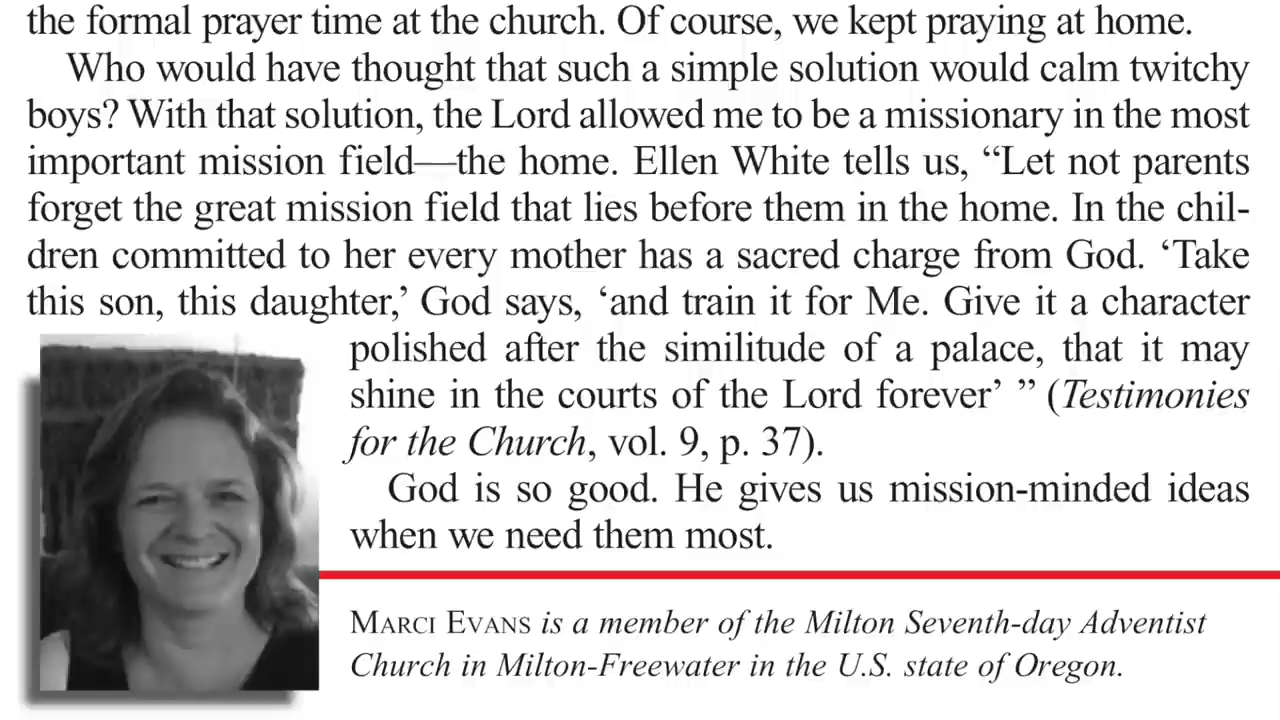 the formal prayer time at the church. Of course, we kept praying at home.
Who would have thought that such a simple solution would calm twitchy
boys? With that solution, the Lord allowed me to be a missionary in the most
important mission field—the home. Ellen White tells us, “Let not parents
forget the great mission field that lies before them in the home. In the chil-
dren committed to her every mother has a sacred charge from God. ‘Take
this son, this daughter,’ God says, ‘and train it for Me. Give it a character
polished after the similitude of a palace, that it may
shine in the courts of the Lord forever’ ” (Testimonies
for the Church, vol. 9, p. 37).
God is so good. He gives us mission-minded ideas
when we need them most.
MARCI EVANS is a member of the Milton Seventh-day Adventist
Church in Milton-Freewater in the U.S. state of Oregon.